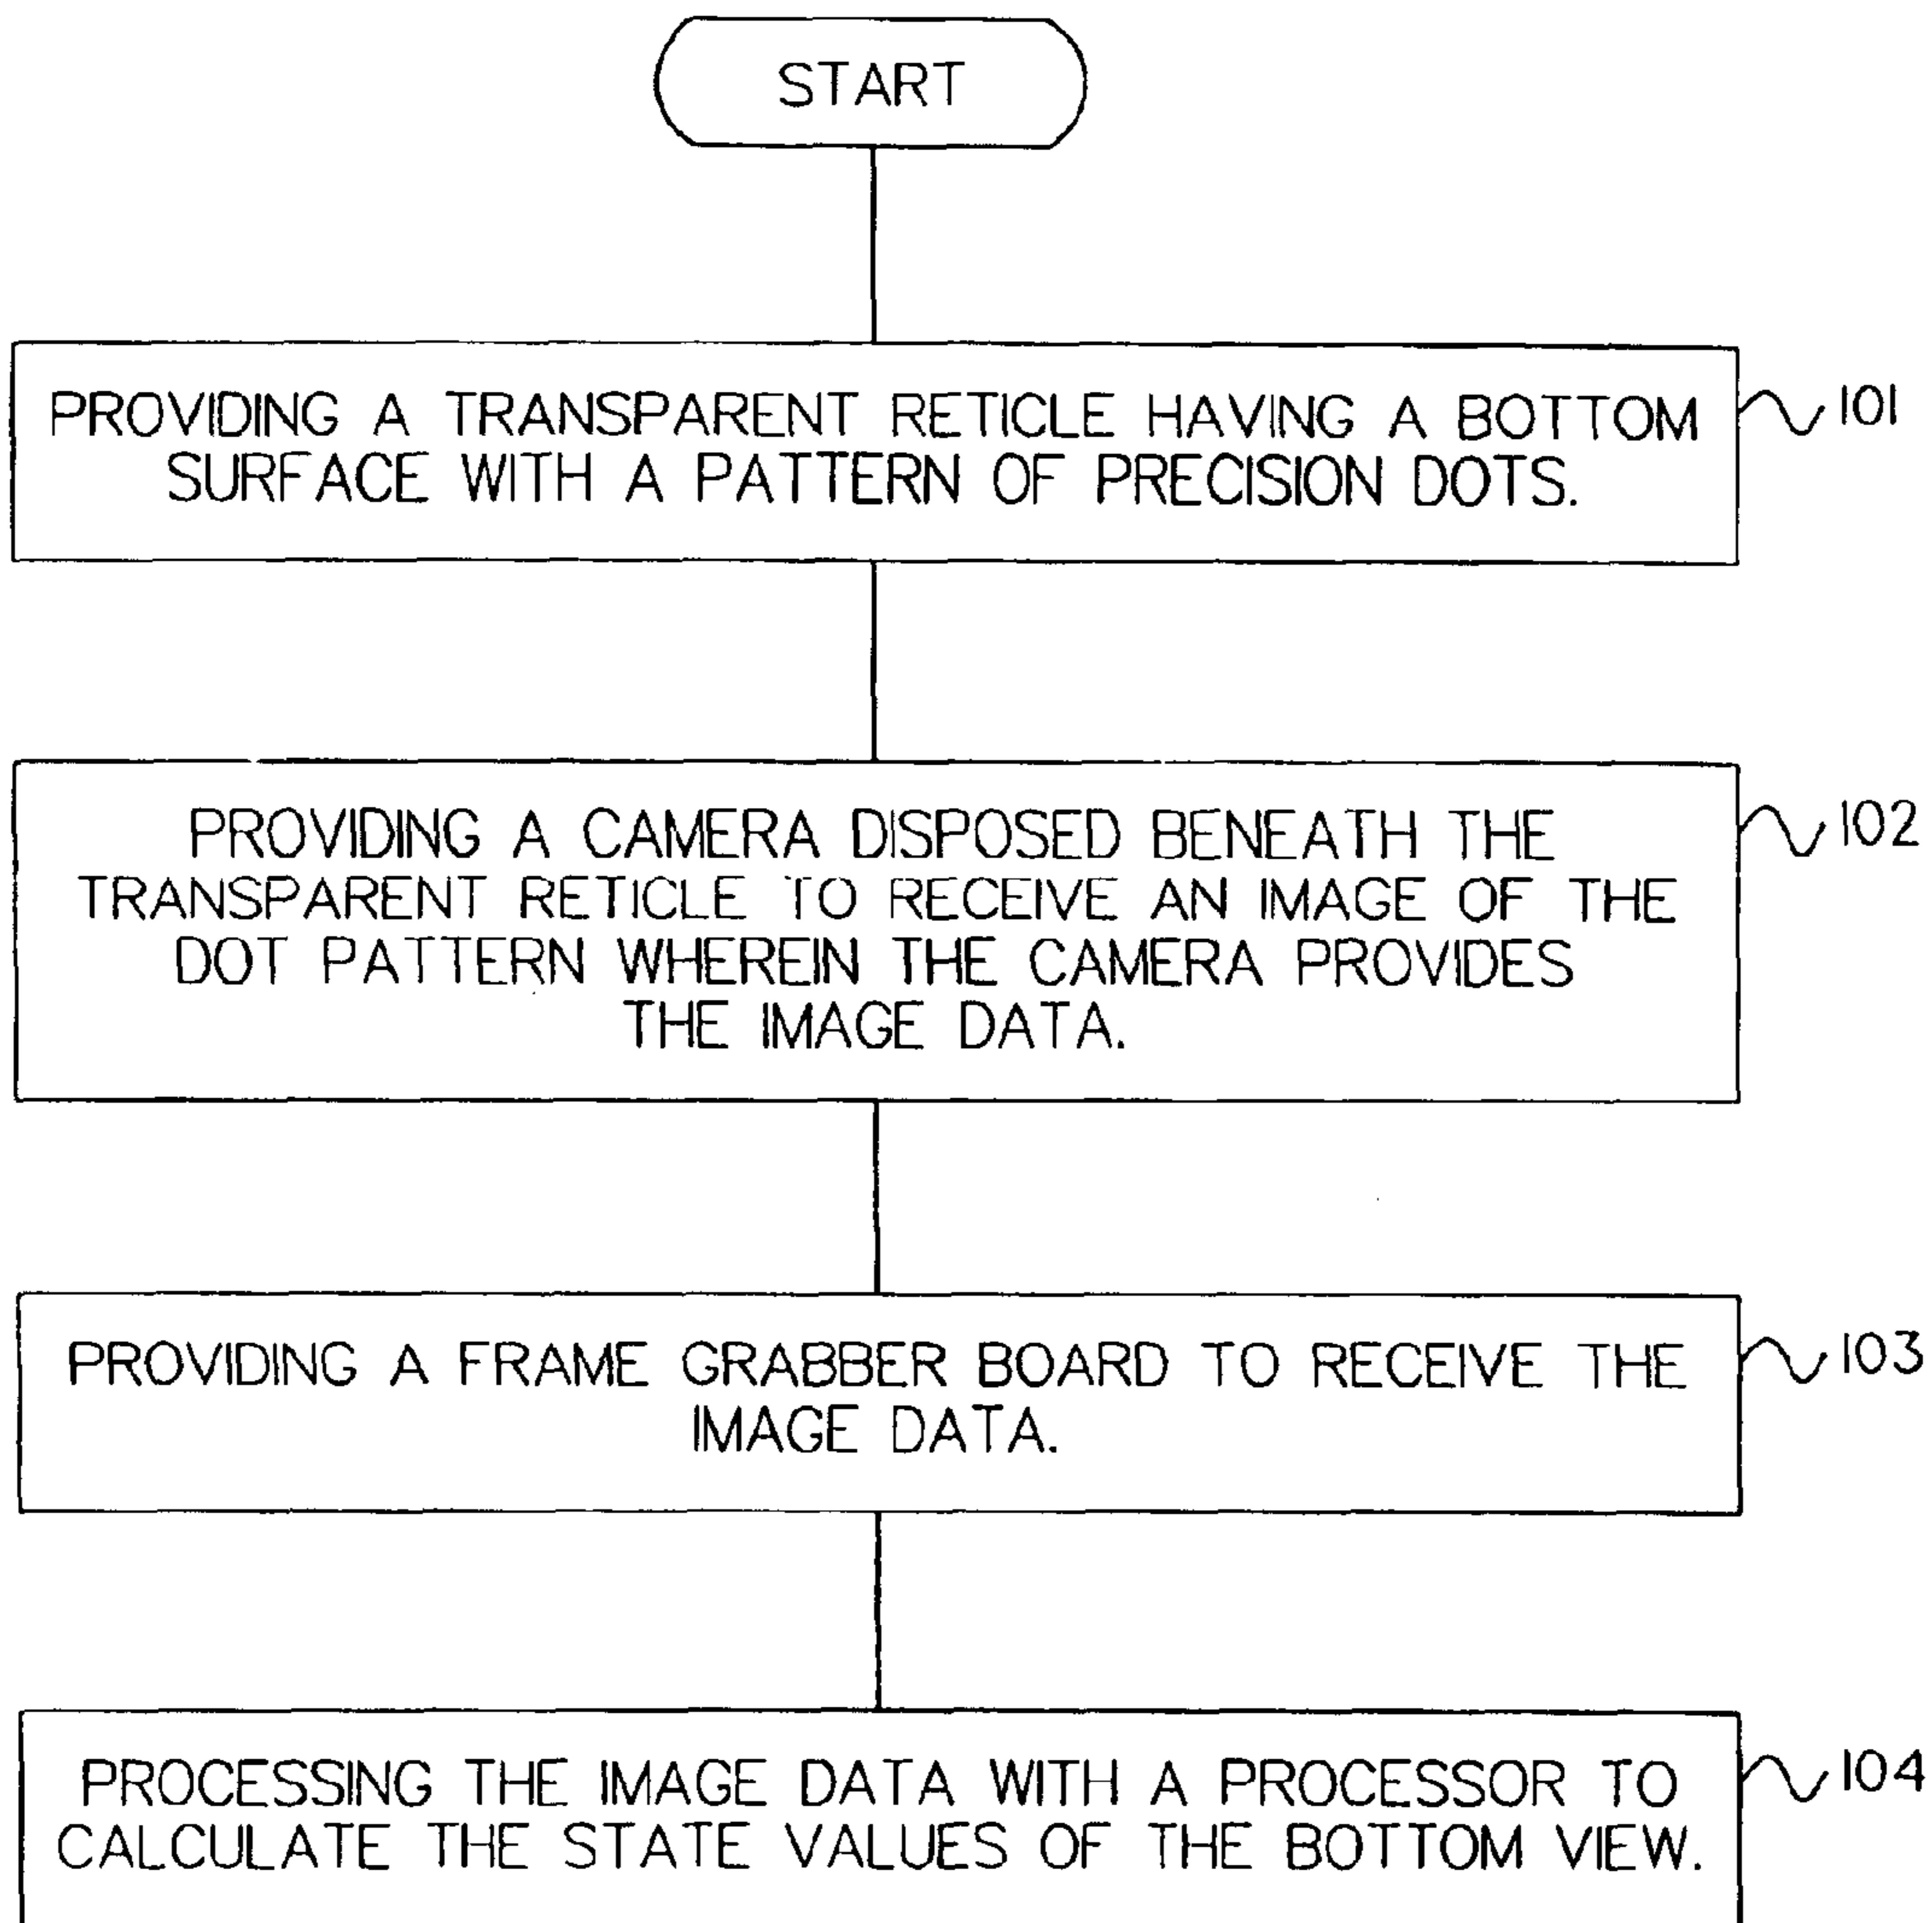 START
PROVIDING A TRANSPARENT RETICLE HAVING A BOTTOM
SURFACE WITH A PATTERN OF PRECISION DOTS.
101
PROVIDING A CAMERA DISPOSED BENEATH THE
TRANSPARENT RETICLE TO RECEIVE AN IMAGE OF THE
DOT PATTERN WHEREIN THE CAMERA PROVIDES
THE IMAGE DATA.
102
PROVIDING A FRAME GRABBER BOARD TO RECEIVE THE
IMAGE DATA.
103
PROCESSING THE IMAGE DATA WITH A PROCESSOR TO
CALCULATE THE STATE VALUES OF THE BOTTOM VIEW.
104